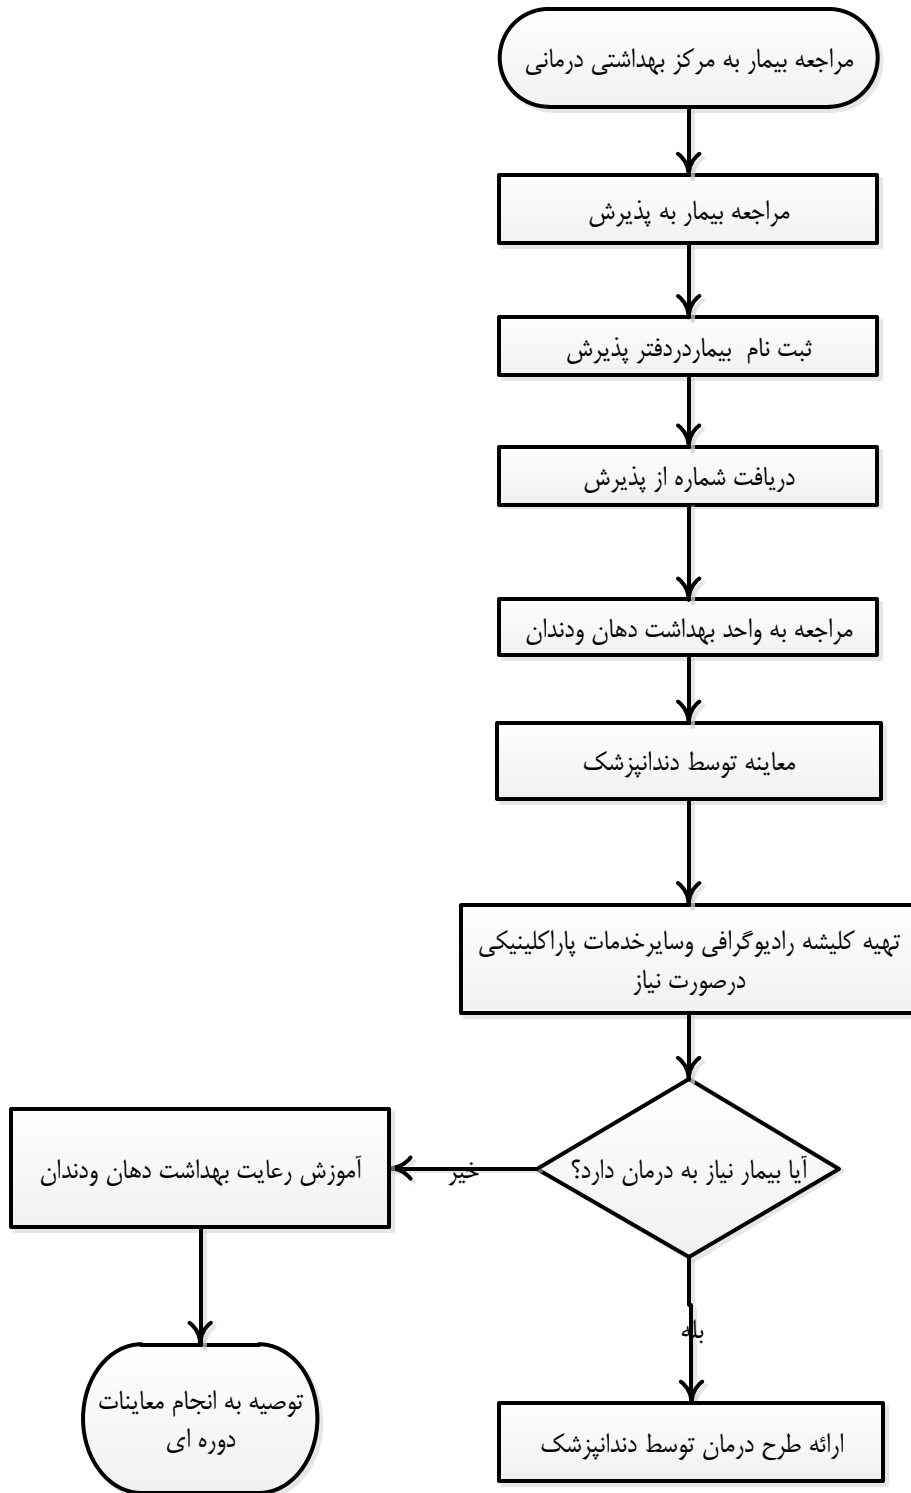 مراجعه بیمار به مرکز بهداشتی درمانی
مراجعه بیمار به پذیرش
ثبت نام بیماردردفتر پذیرش
دریافت شماره از پذیرش
مراجعه به واحد بهداشت دهان ودندان
معاینه توسط دندانپزشک
تهیه کلیشه رادیوگرافی وسایرخدمات پاراکلینیکی
درصورت نیاز
آیا بیمار نیاز به درمان دارد؟
خیر
آموزش رعایت بهداشت دهان ودندان
بله
توصیه به انجام معاینات
دوره ای
ارائه طرح درمان توسط دندانپزشک